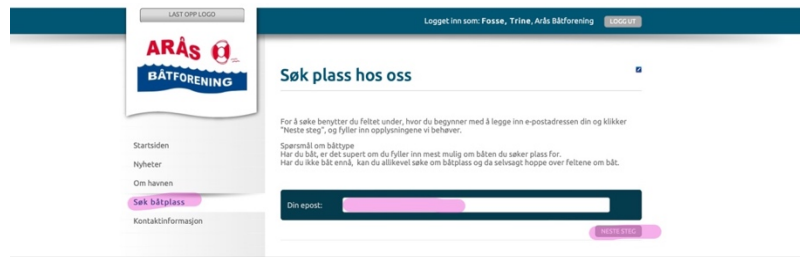 LAST OPP LOGO
Logget inn som: Fosse, Trine, Arås Båtforening
LOGG UT
ARÅS
BÅTFORENING
Søk plass hos oss
For å søke benytter du feltet under, hvor du begynner med å legge inn e-postadressen din og klikker
"Neste steg", og fyller inn opplysningene vi behøver.
Spørsmål om båttype
Har du båt, er det supert om du fyller inn mest mulig om båten du søker plass for.
Har du ikke båt ennå, kan du allikevel søke om båtplass og da selvsagt hoppe over feltene om båt.
Startsiden
Nyheter
Om havnen
Søk båtplass
Kontaktinformasjon
Din epost:
NESTE STEG